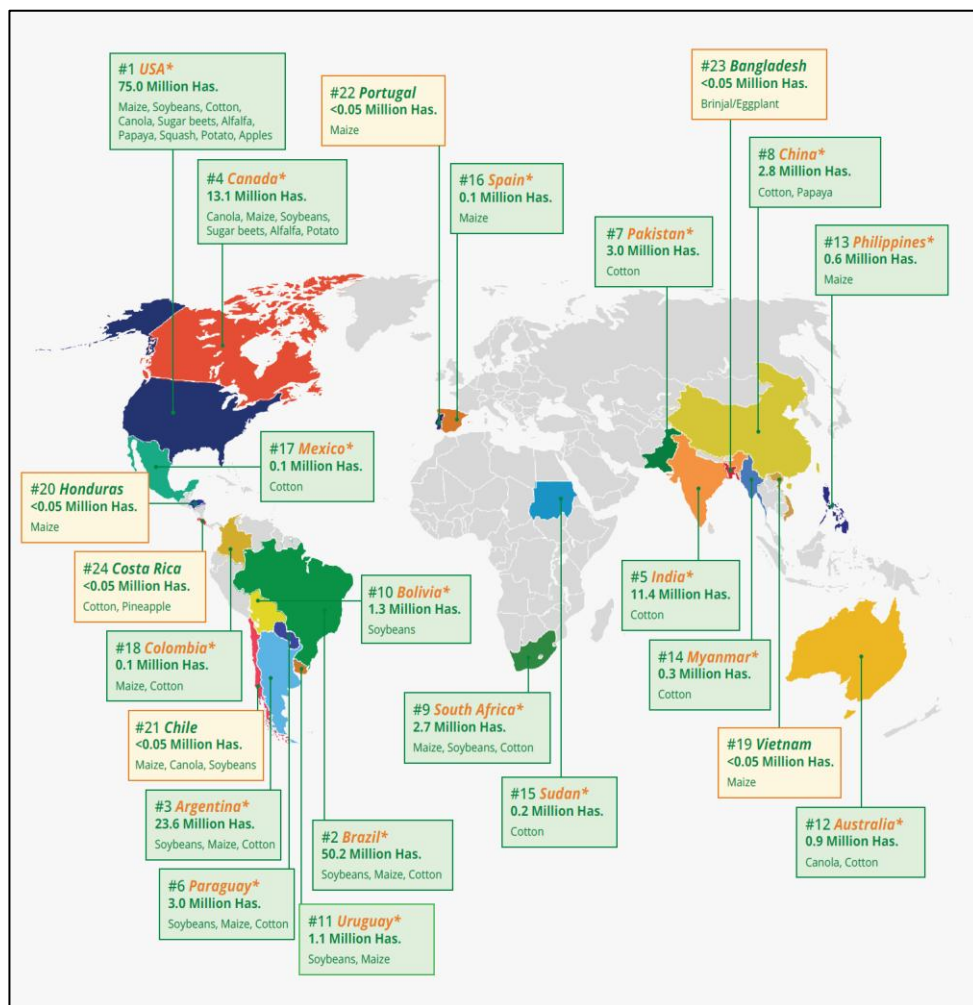 #1 USA*
75.0 Million Has.
Maize, Soybeans, Cotton,
Canola, Sugar beets, Alfalfa,
Papaya, Squash, Potato, Apples
#22 Portugal
<0.05 Million Has.
Maize
#23 Bangladesh
<0.05 Million Has.
Brinjal/Eggplant
#4 Canada*
13.1 Million Has.
Canola, Maize, Soybeans,
Sugar beets, Alfalfa, Potato
#16 Spain*
0.1 Million Has.
Maize
#8 China*
2.8 Million Has.
Cotton, Papaya
#7 Pakistan*
3.0 Million Has.
Cotton
#13 Philippines*
0.6 Million Has.
Maize
#17 Mexico*
0.1 Million Has.
Cotton
#20 Honduras
<0.05 Million Has.
Maize
#24 Costa Rica
<0.05 Million Has.
Cotton, Pineapple
#10 Bolivia*
1.3 Million Has.
Soybeans
#5 India*
11.4 Million Has.
Cotton
#18 Colombia*
0.1 Million Has.
Maize, Cotton
#14 Myanmar*
0.3 Million Has.
Cotton
#9 South Africa*
2.7 Million Has.
Maize, Soybeans, Cotton
#21 Chile
<0.05 Million Has.
Maize, Canola, Soybeans
#19 Vietnam
<0.05 Million Has.
Maize
#15 Sudan*
0.2 Million Has.
Cotton
#3 Argentina*
23.6 Million Has.
Soybeans, Maize, Cotton
#2 Brazil*
50.2 Million Has.
Soybeans, Maize, Cotton
#12 Australia*
0.9 Million Has.
Canola, Cotton
#6 Paraguay*
3.0 Million Has.
Soybeans, Maize, Cotton
#11 Uruguay*
1.1 Million Has.
Soybeans, Maize